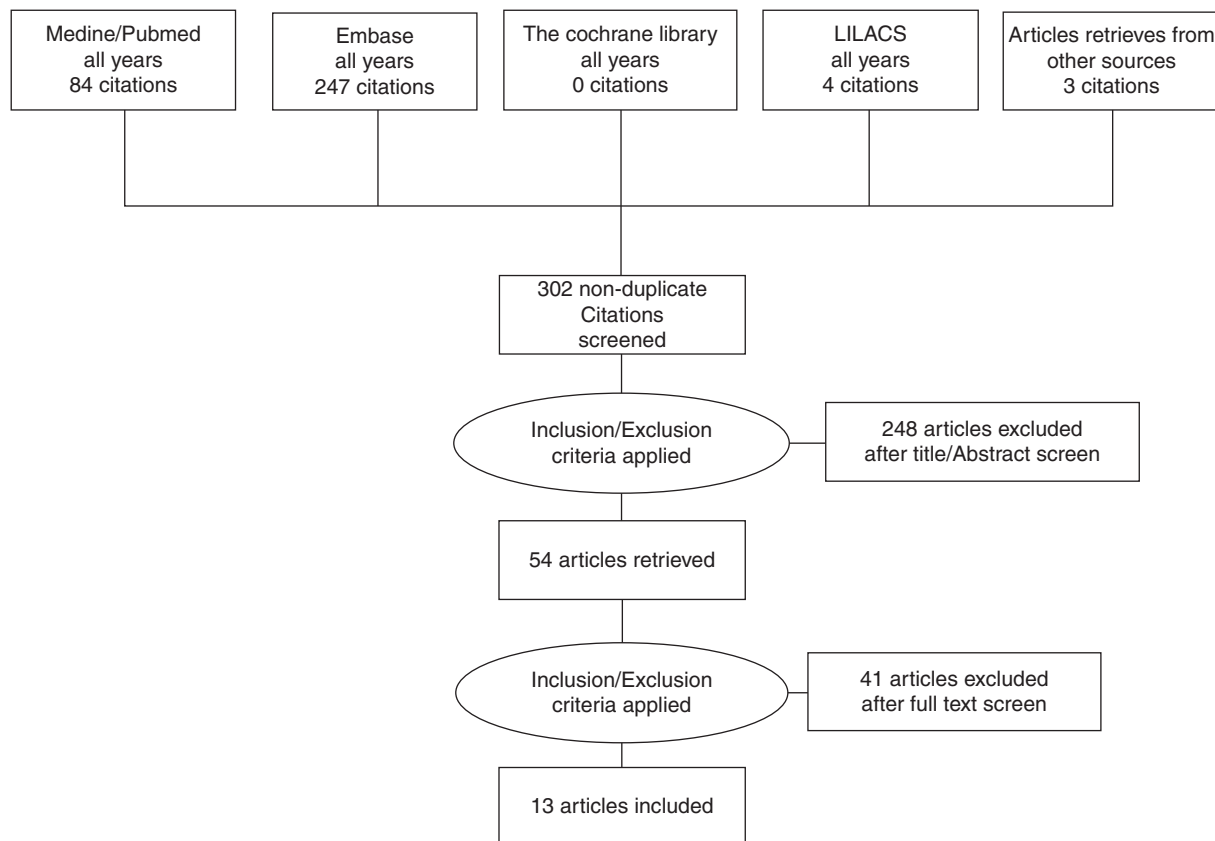 Medine/Pubmed
all years
84 citations
Embase
all years
247 citations
The cochrane library
all years
0 citations
LILACS
all years
4 citations
Articles retrieves from
other sources
3 citations
302 non-duplicate
Citations
screened
Inclusion/Exclusion
criteria applied
248 articles excluded
after title/Abstract screen
54 articles retrieved
Inclusion/Exclusion
criteria applied
41 articles excluded
after full text screen
13 articles included